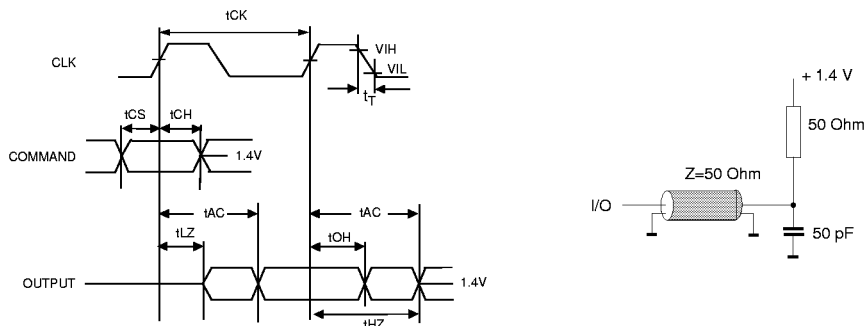 tCK
CLK
VIH
VIL
tT
tCS
tCH
COMMAND
1.4V
tAC
tAC
tLZ
tOH
OUTPUT
1.4V
tHZ
+ 1.4 V
50 Ohm
Z=50 Ohm
I/O
50 pF